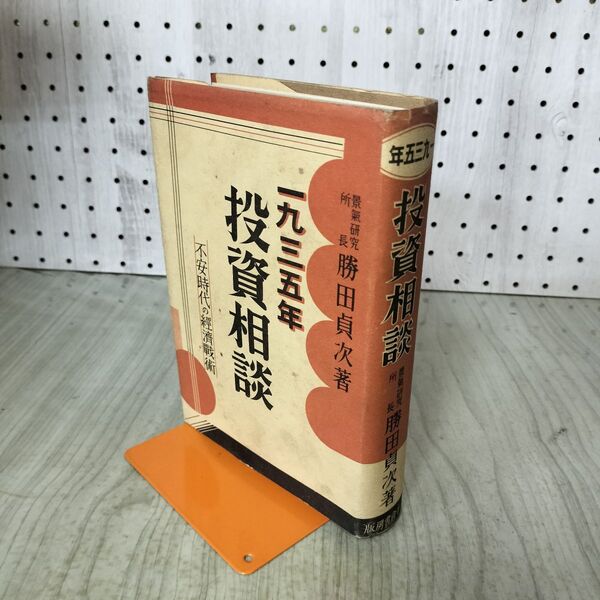 一九三五年
投資相談
不安時代の經濟戰術
景氣硏究所長
勝田貞次著
一九三五年
投資相談
景氣硏究所長
勝田貞次著